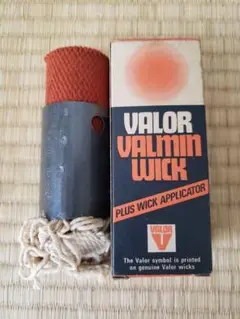 VALOR
VALMIN
WICK
PLUS WICK APPLICATOR
VALOR
V
The Valor symbol is printed
on genuine Valor wicks